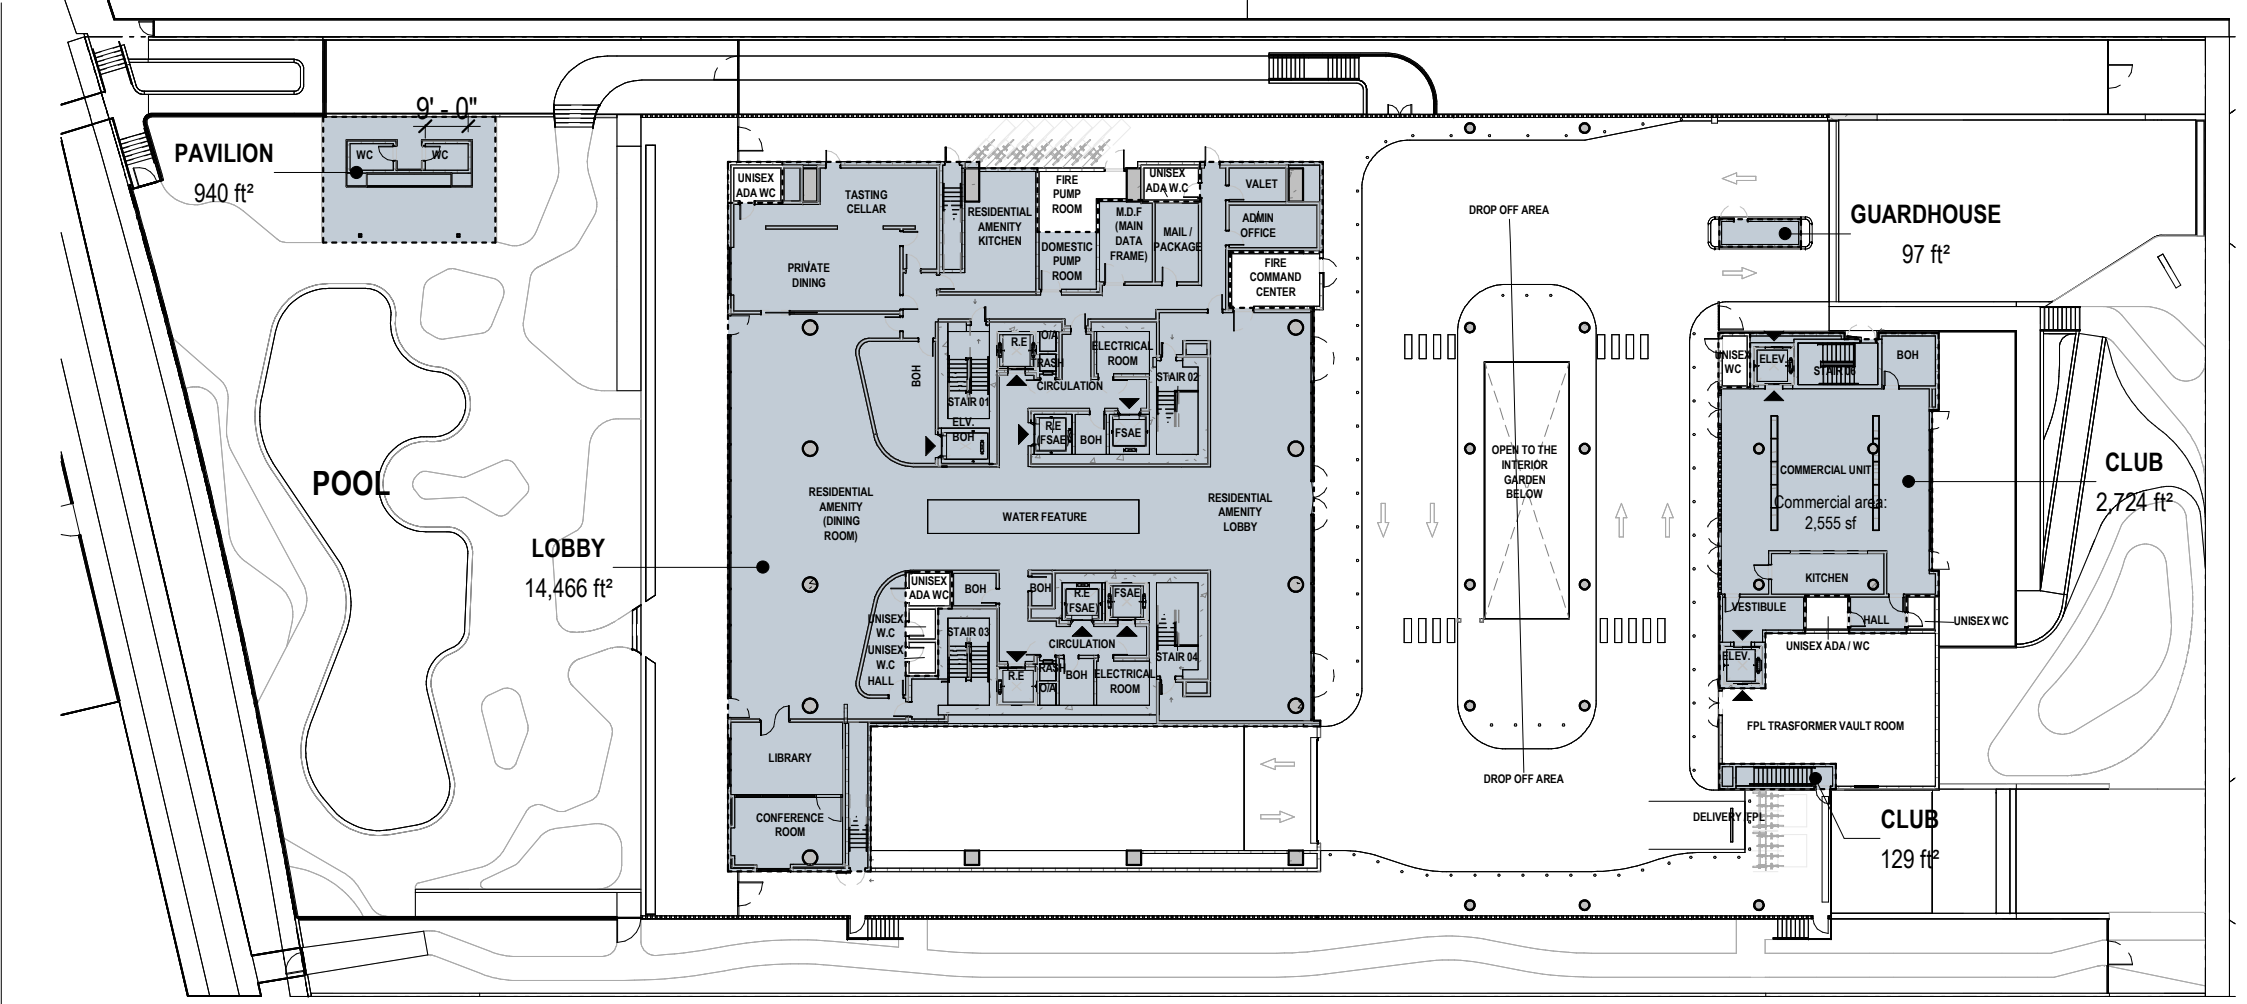 9' - 0"
PAVILION
940 ft²
WC
WC
POOL
LOBBY
14,466 ft²
UNISEX
ADA WC
TASTING
CELLAR
PRIVATE
DINING
RESIDENTIAL
AMENITY
KITCHEN
FIRE
PUMP
ROOM
DOMESTIC
PUMP
ROOM
UNISEX
ADA W.C
M.D.F
(MAIN
DATA
FRAME)
MAIL /
PACKAGE
VALET
ADMIN
OFFICE
FIRE
COMMAND
CENTER
BOH
STAIR 01
ELV.
BOH
R.E
O/A
RASH
CIRCULATION
ELECTRICAL
ROOM
STAIR 02
R.E
(FSAE)
BOH
FSAE
RESIDENTIAL
AMENITY
(DINING
ROOM)
WATER FEATURE
RESIDENTIAL
AMENITY
LOBBY
UNISEX
ADA WC
BOH
BOH
R.E
FSAE
FSAE
UNISEX
W.C
UNISEX
W.C
HALL
STAIR 03
CIRCULATION
STAIR 04
R.E
RASH
O/A
BOH
ELECTRICAL
ROOM
LIBRARY
CONFERENCE
ROOM
DROP OFF AREA
OPEN TO THE
INTERIOR
GARDEN
BELOW
DROP OFF AREA
GUARDHOUSE
97 ft²
UNISEX
WC
ELEV.
STAIR 05
BOH
COMMERCIAL UNIT
Commercial area:
2,555 sf
CLUB
2,724 ft²
KITCHEN
VESTIBULE
HALL
UNISEX WC
UNISEX ADA / WC
ELEV.
FPL TRASFORMER VAULT ROOM
DELIVERY FPL
CLUB
129 ft²